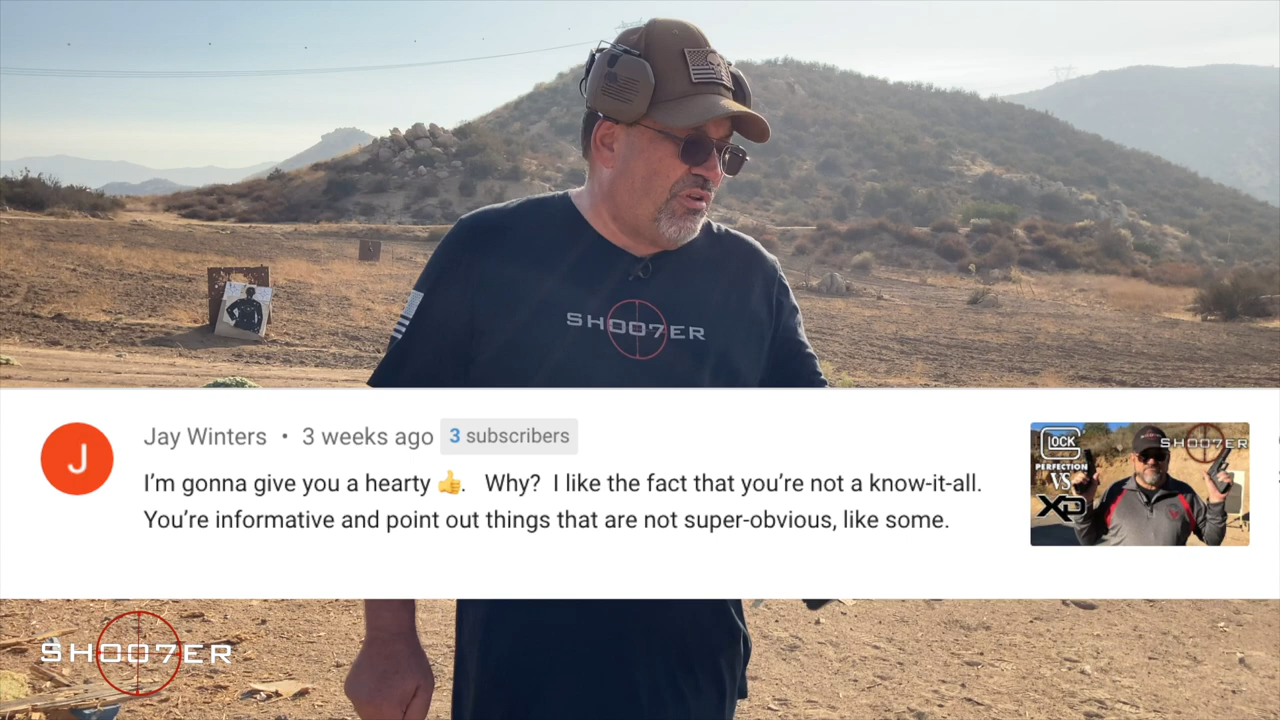 SHOO7ER
J
Jay Winters • 3 weeks ago 3 subscribers
I'm gonna give you a hearty 👍. Why? I like the fact that you're not a know-it-all.
You're informative and point out things that are not super-obvious, like some.
GLOCK
PERFECTION
VS
XD
SHOO7ER
SHOO7ER